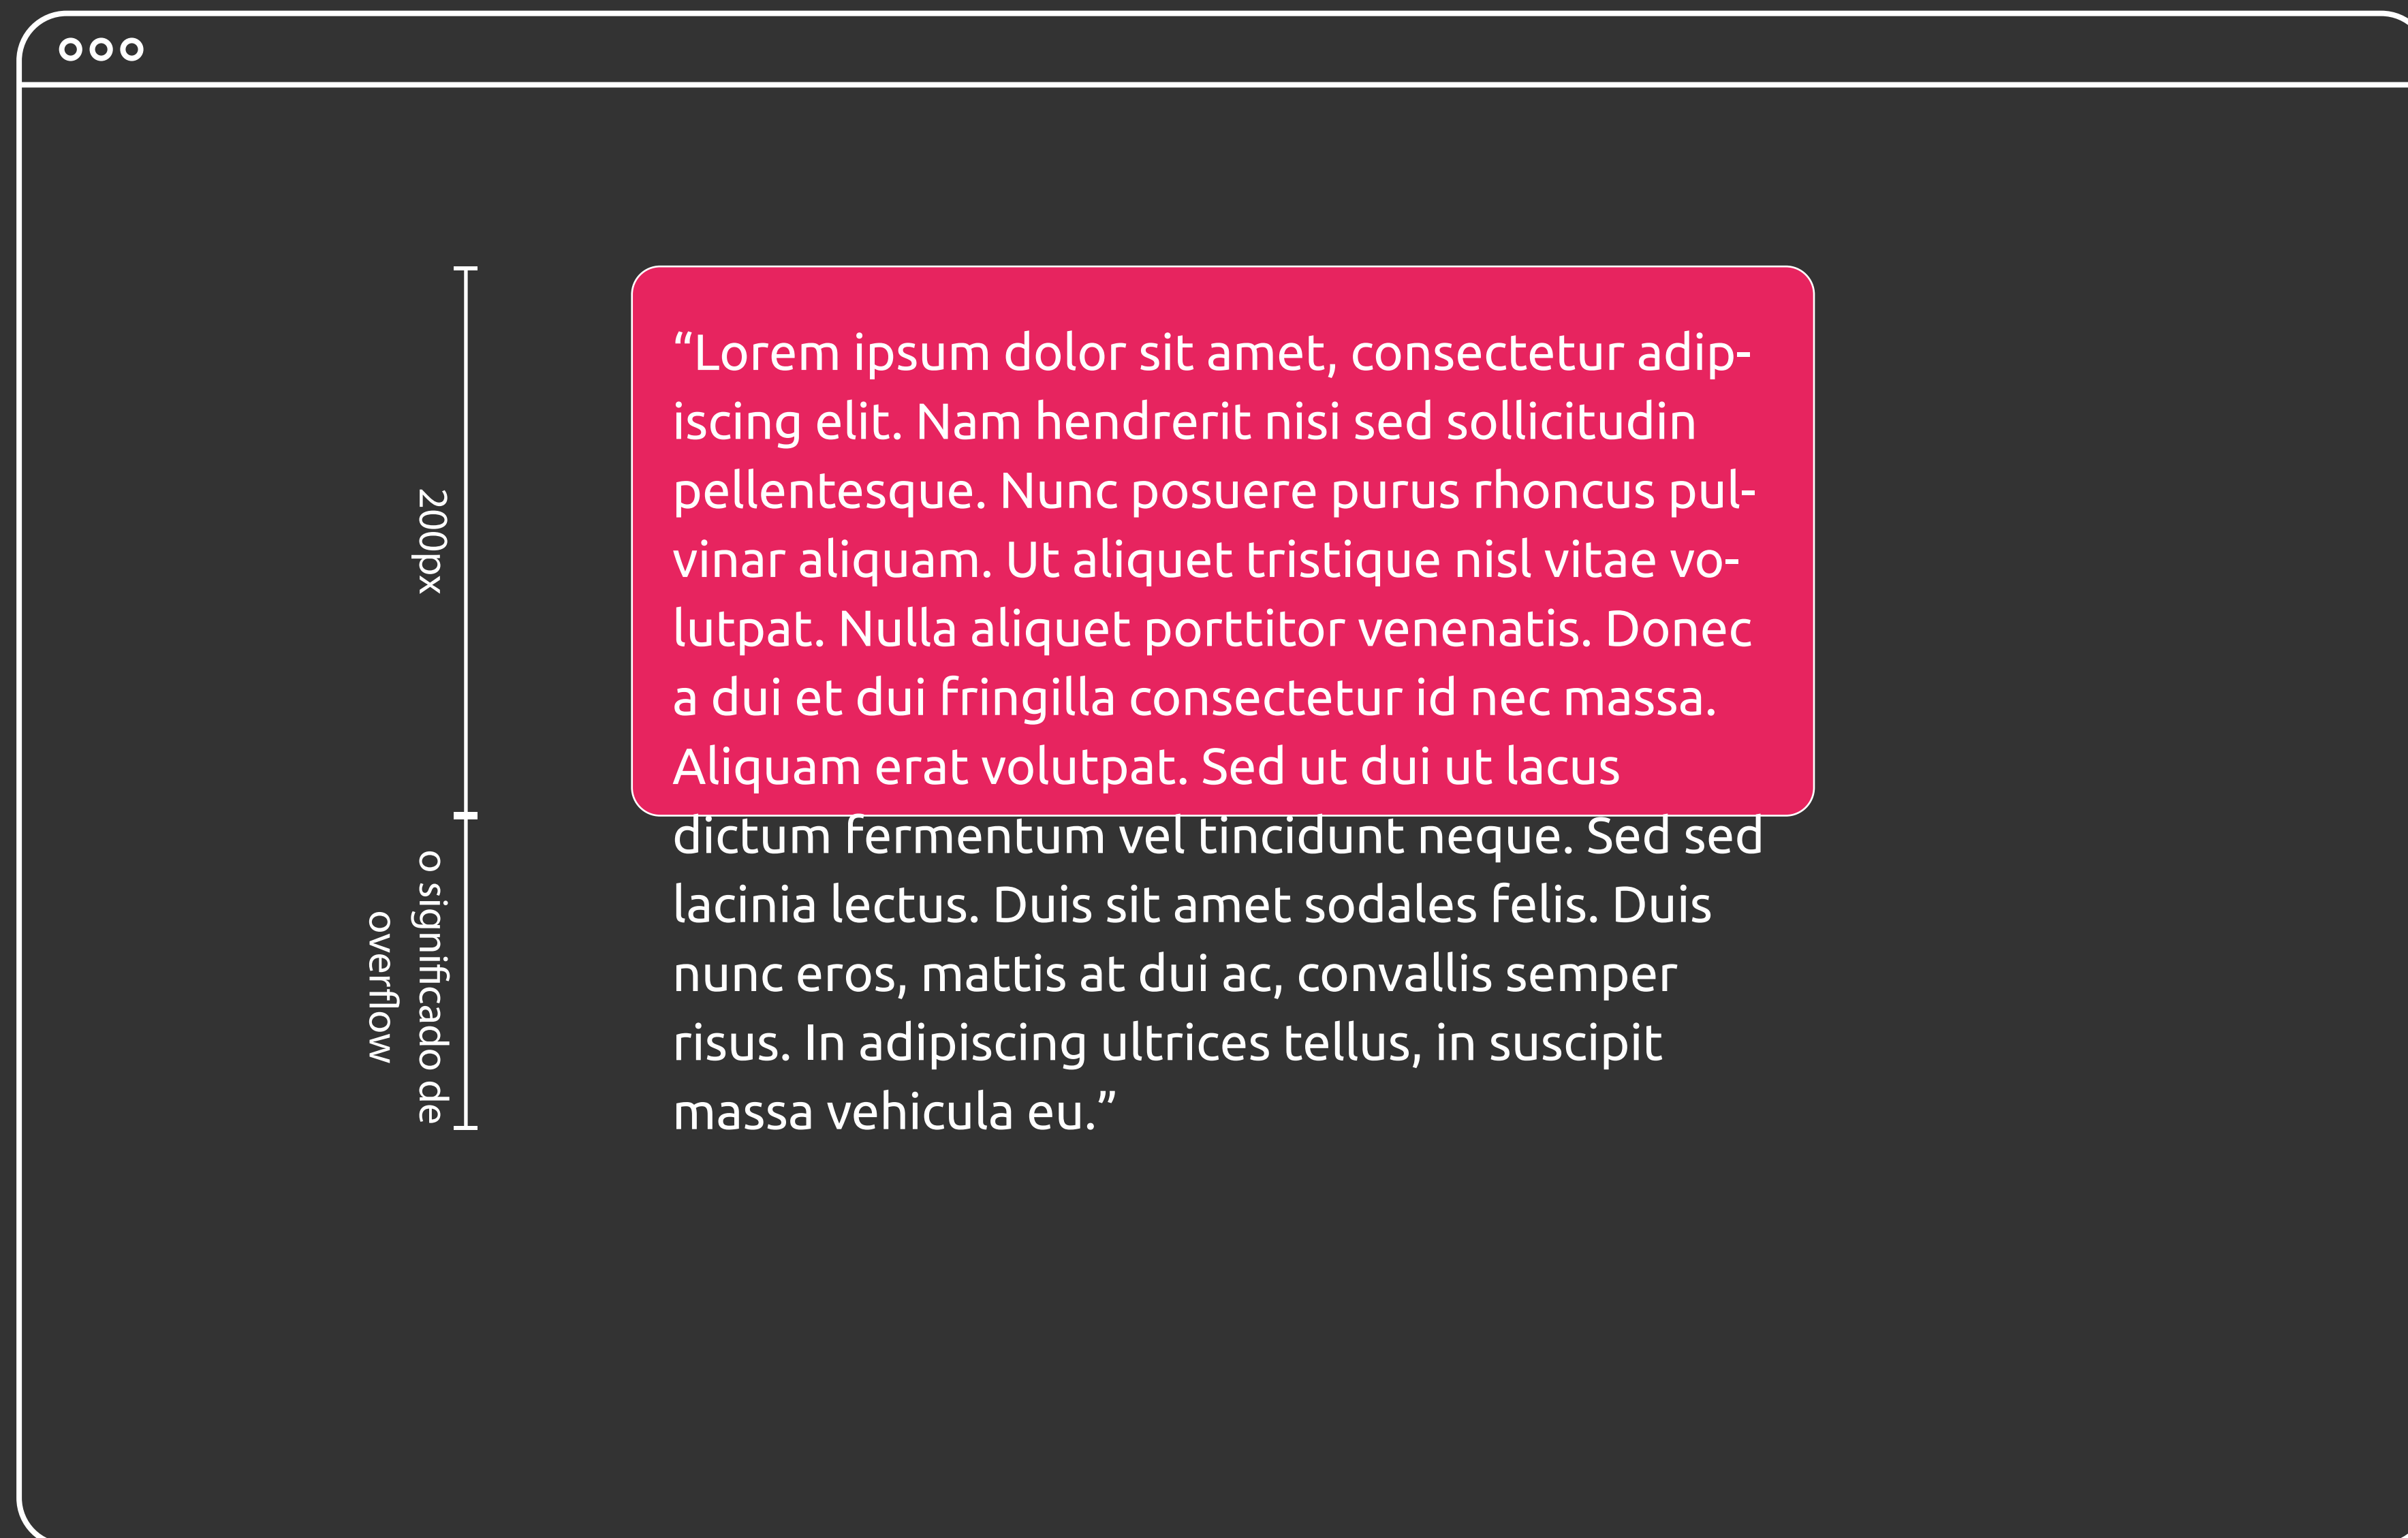 200px
o significado de
overflow
“Lorem ipsum dolor sit amet, consectetur adip-
iscing elit. Nam hendrerit nisi sed sollicitudin
pellentesque. Nunc posuere purus rhoncus pul-
vinar aliquam. Ut aliquet tristique nisl vitae vo-
lutpat. Nulla aliquet porttitor venenatis. Donec
a dui et dui fringilla consectetur id nec massa.
Aliquam erat volutpat. Sed ut dui ut lacus
dictum fermentum vel tincidunt neque. Sed sed
lacinia lectus. Duis sit amet sodales felis. Duis
nunc eros, mattis at dui ac, convallis semper
risus. In adipiscing ultrices tellus, in suscipit
massa vehicula eu.”